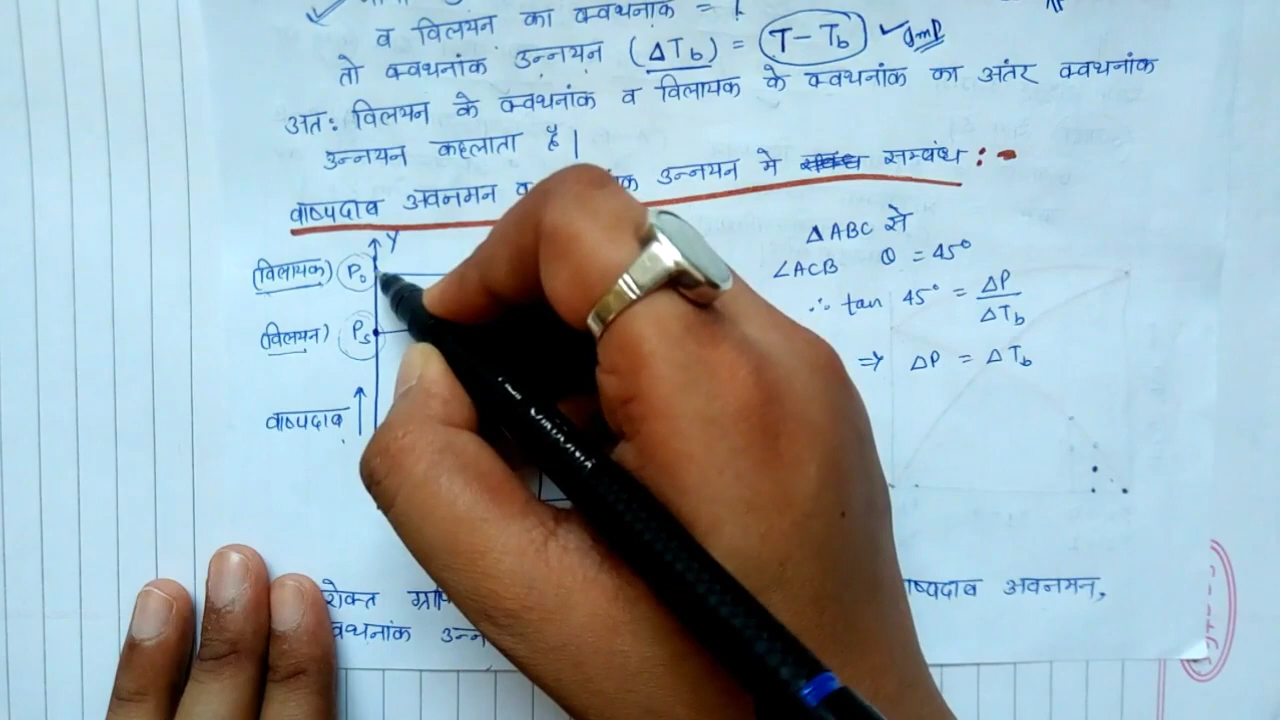 व विलयन का क्वथनांक =
तो क्वथनांक उन्नयन (ΔTb) = (T - Tb) ✓Imp
अतः विलयन के क्वथनांक व विलायक के क्वथनांक का अंतर क्वथनांक
उन्नयन कहलाता है।
वाष्पदाब अवनमन उन्नयन मे सम्बंध :-
Y
(विलायक) P₀
(विलयन) Ps
वाष्पदाब ↑
ΔABC से
∠ACB θ = 45°
∴ tan 45° = ΔP / ΔTb
⇒ ΔP = ΔTb
वाष्पदाब अवनमन,